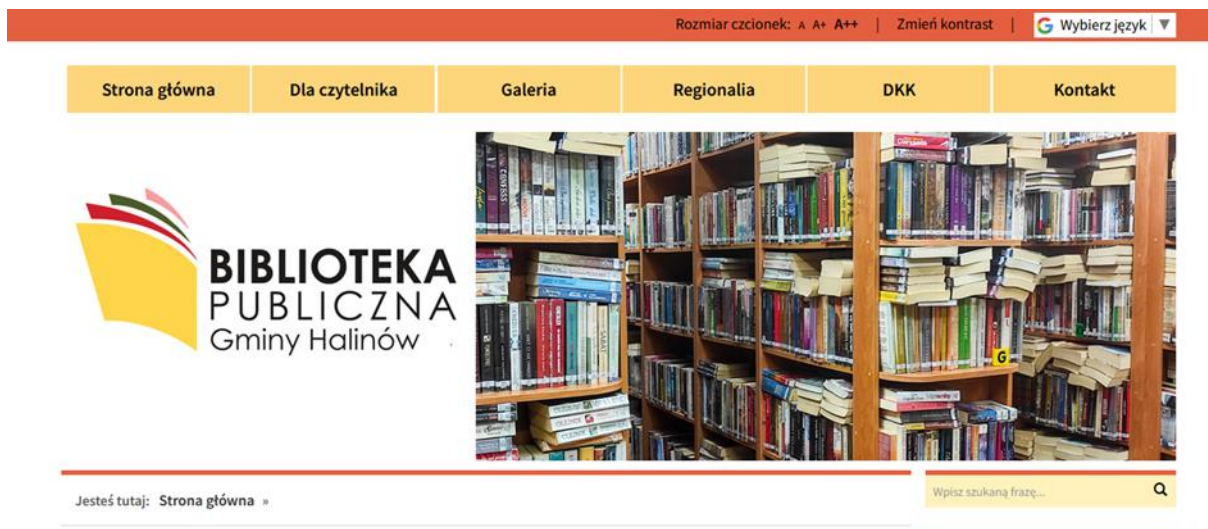 Rozmiar czcionek: A A+ A++ | Zmień kontrast | G Wybierz język ▼
Strona główna Dla czytelnika Galeria Regionalia DKK Kontakt
BIBLIOTEKA
PUBLICZNA
Gminy Halinów
G
Jesteś tutaj: Strona główna »
Wpisz szukaną frazę...